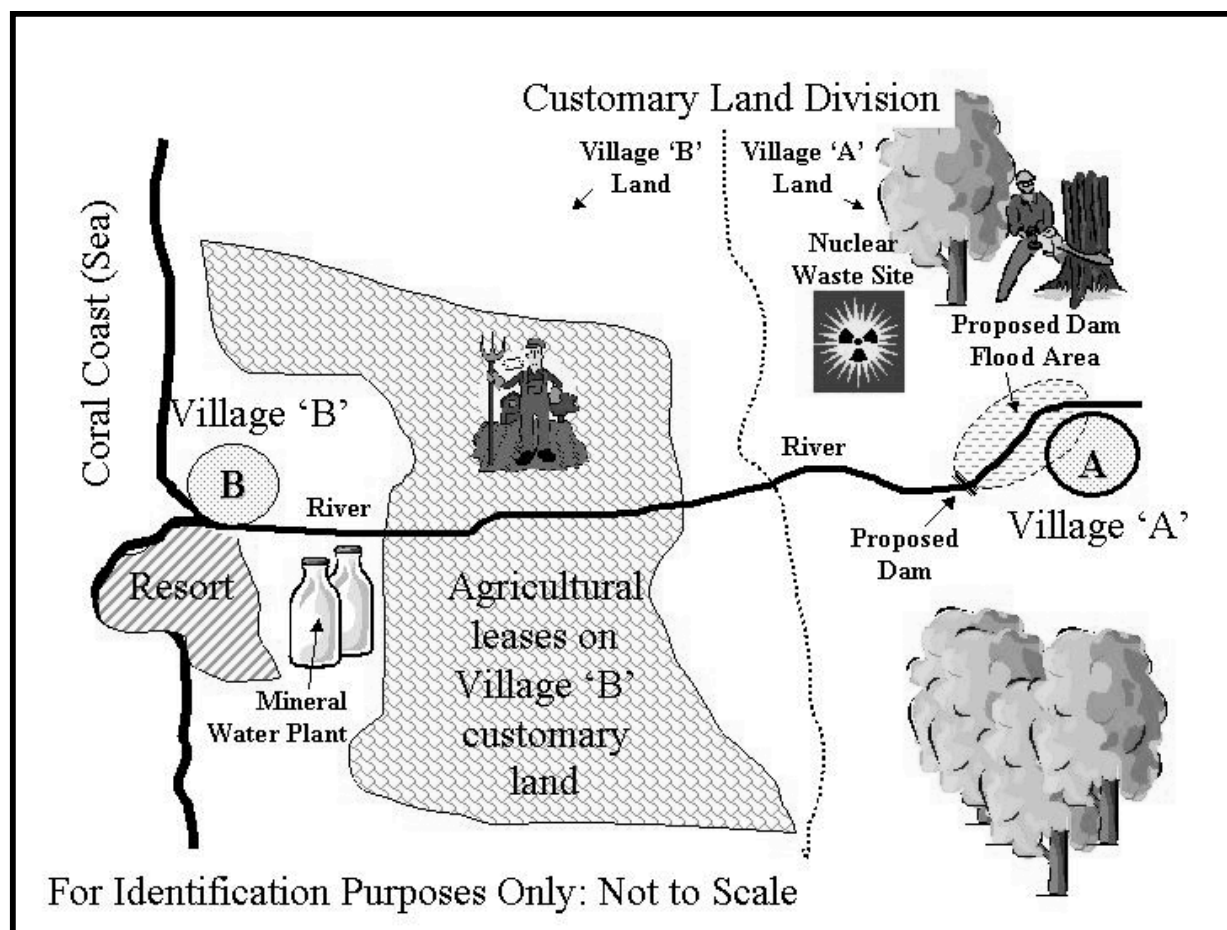 Customary Land Division
Village ‘B’
Land
Village ‘A’
Land
Nuclear
Waste Site
Proposed Dam
Flood Area
Coral Coast (Sea)
Village ‘B’
B
River
River
A
Village ‘A’
Proposed
Dam
Resort
Mineral
Water Plant
Agricultural
leases on
Village ‘B’
customary
land
For Identification Purposes Only: Not to Scale